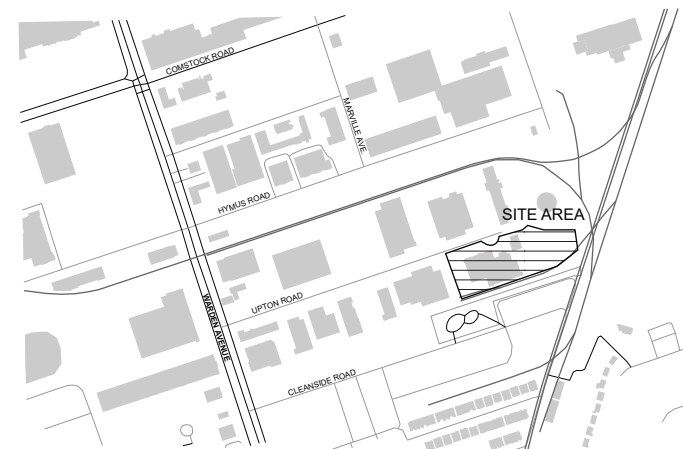 COMSTOCK ROAD
MARVILLE AVE.
HYMUS ROAD
SITE AREA
UPTON ROAD
WARDEN AVENUE
CLEANSIDE ROAD